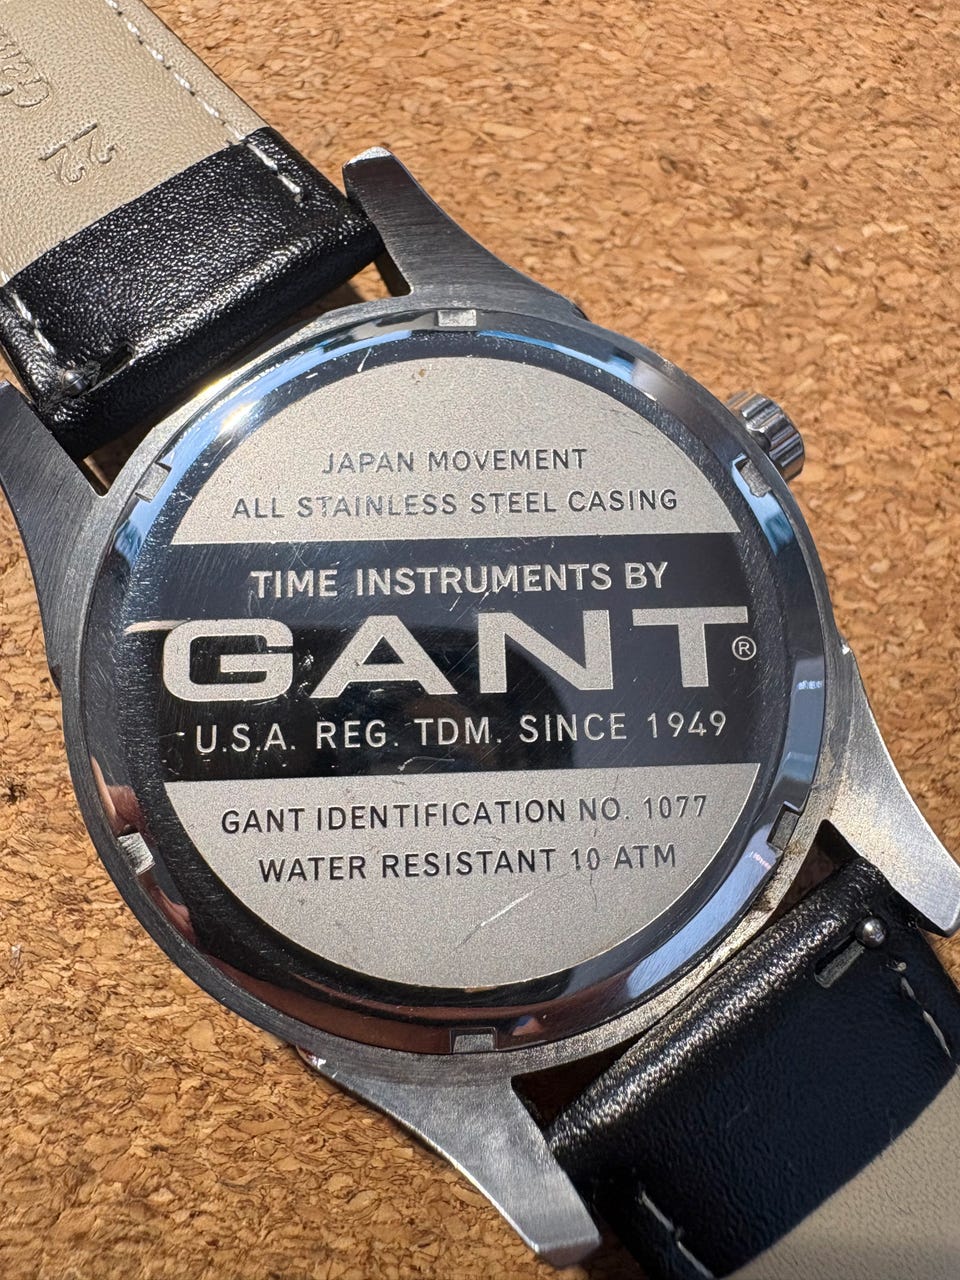 22
JAPAN MOVEMENT
ALL STAINLESS STEEL CASING
TIME INSTRUMENTS BY
GANT®
U.S.A. REG. TDM. SINCE 1949
GANT IDENTIFICATION NO. 1077
WATER RESISTANT 10 ATM